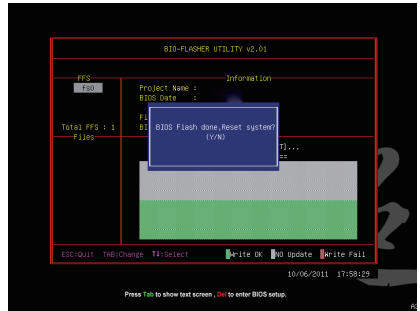 BIO-FLASHER UTILITY V2.01
FFS
Information
fs0
Project Name :
BIOS Date :
Total FFS : 1
Files
BIOS Flash done,Reset system?
(Y/N)
ESC:Quit TAB:Change ↑↓:Select
Write OK NO Update Write Fail
10/06/2011 17:58:29
Press Tab to show text screen , Del to enter BIOS setup.